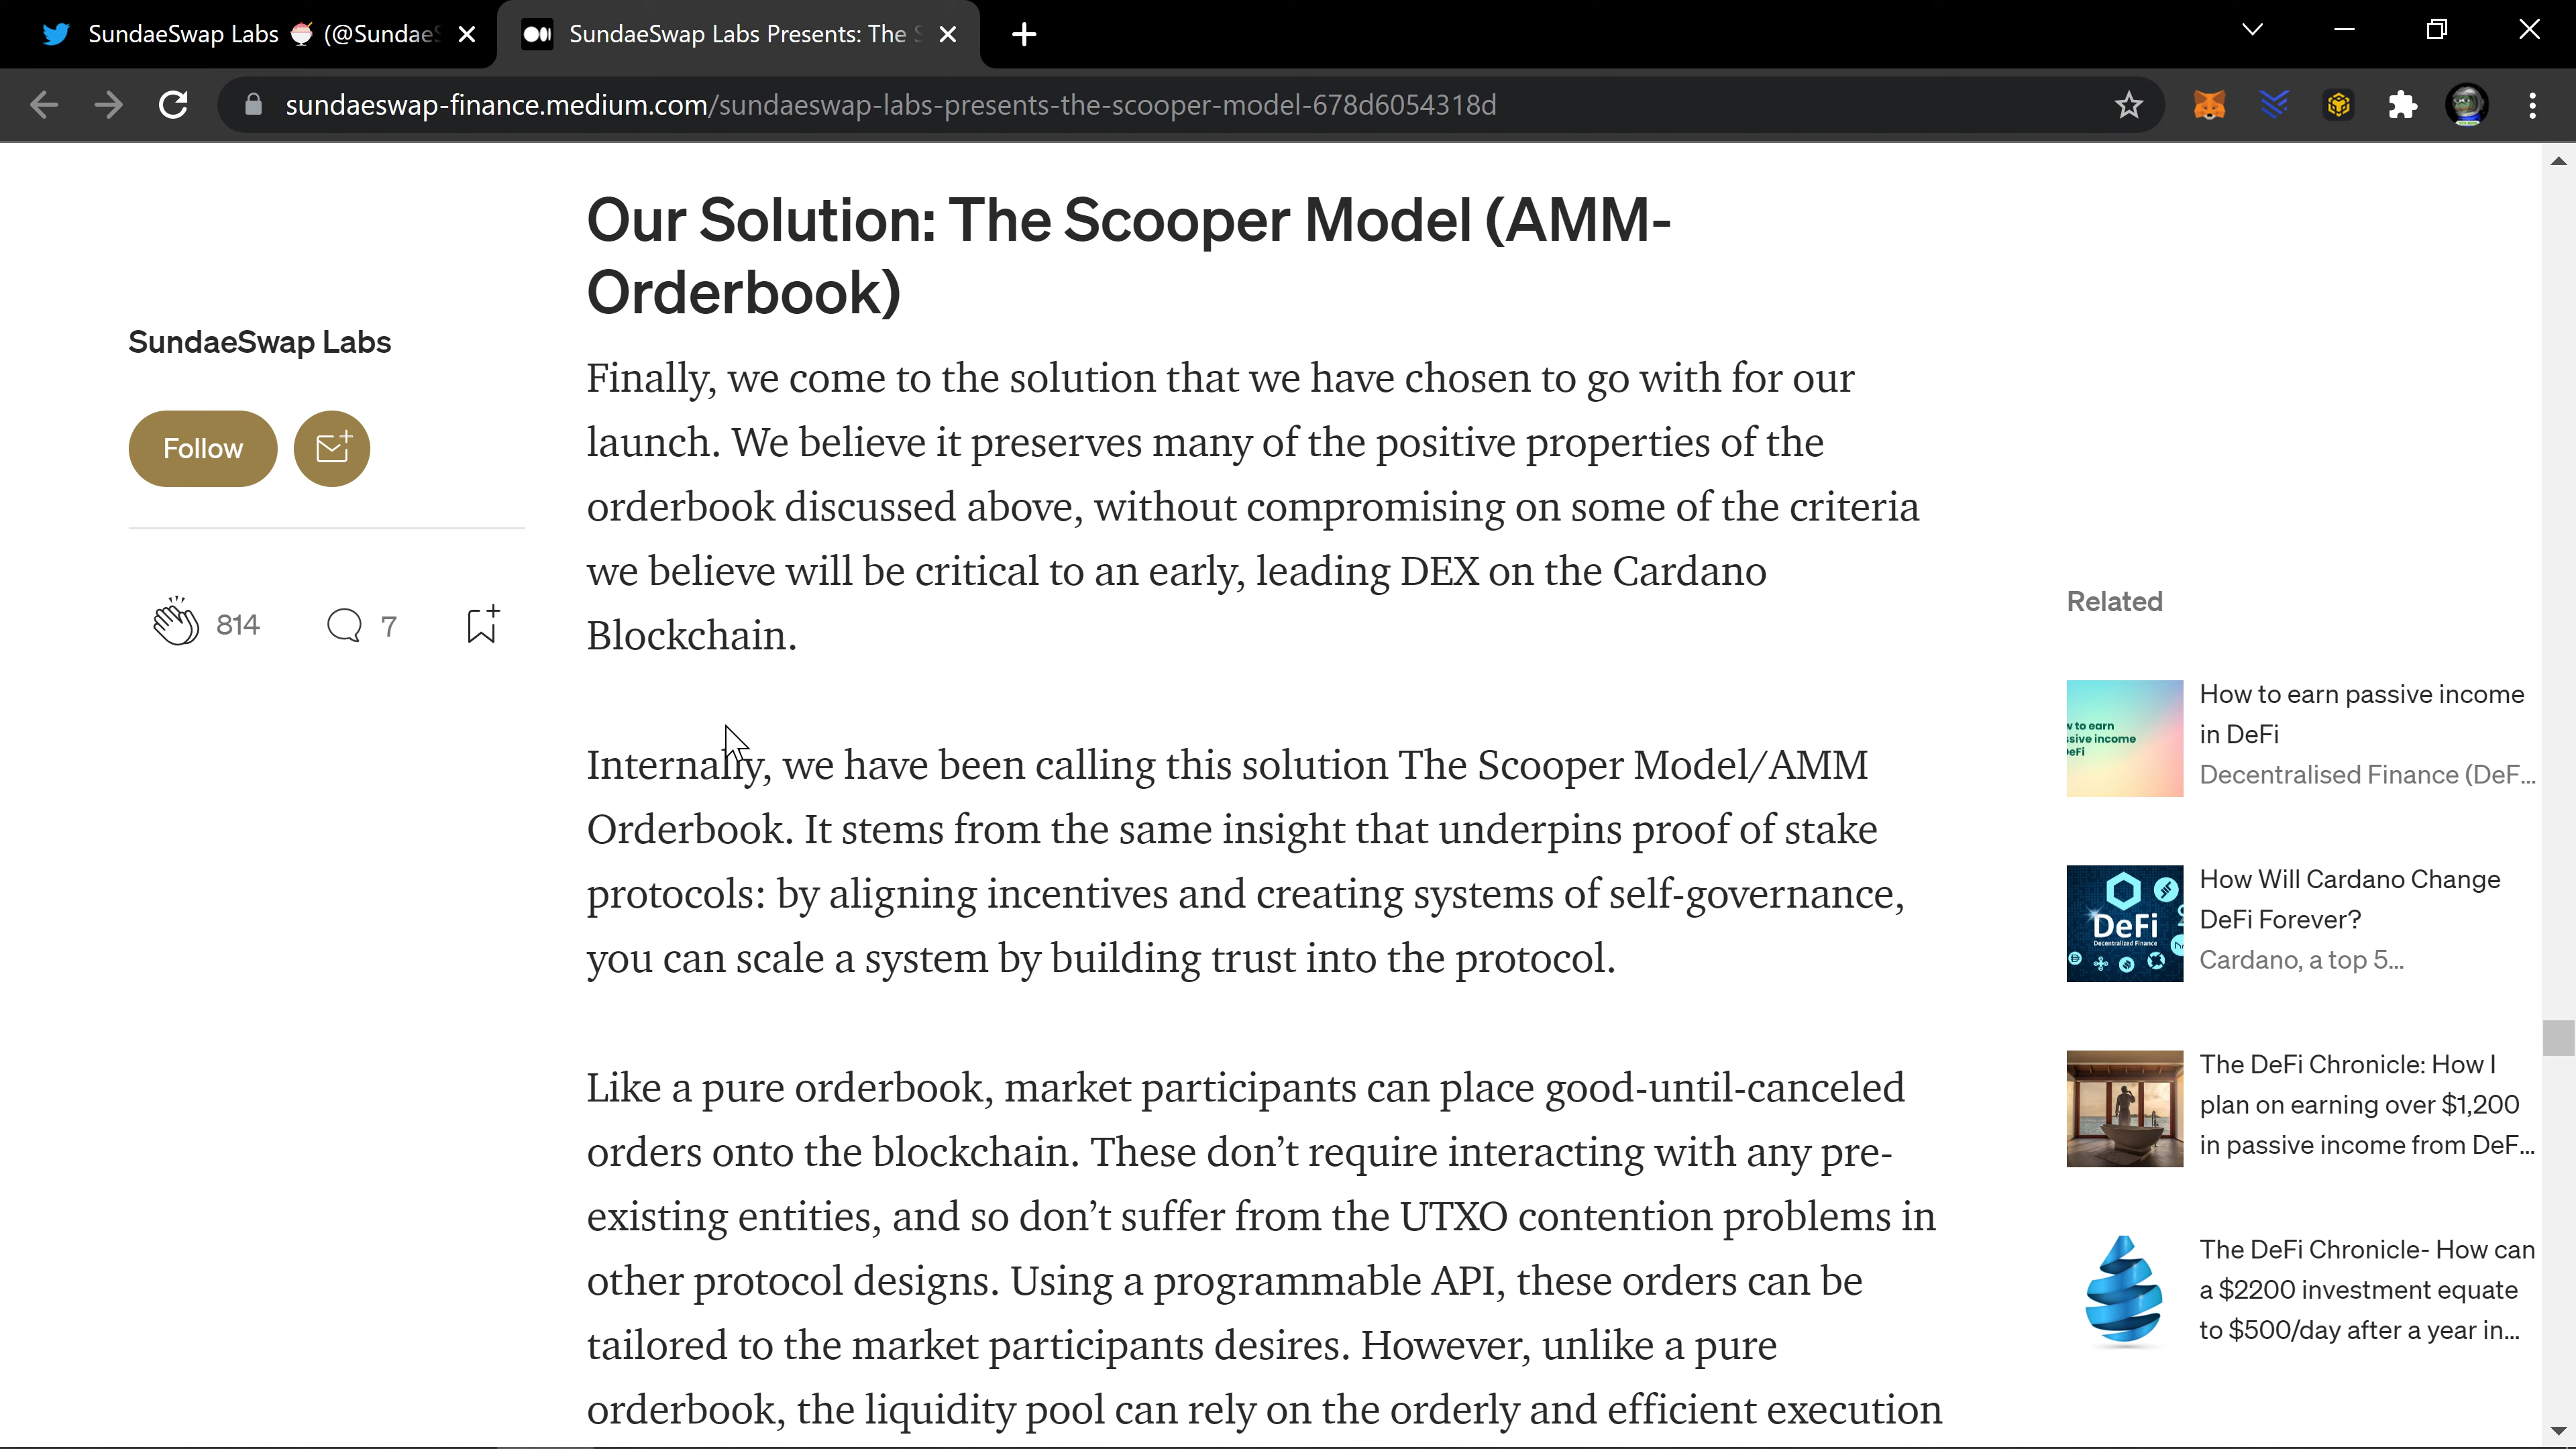 SundaeSwap Labs 🍨 (@Sundae
SundaeSwap Labs Presents: The
sundaeswap-finance.medium.com/sundaeswap-labs-presents-the-scooper-model-678d6054318d
Our Solution: The Scooper Model (AMM-
Orderbook)
SundaeSwap Labs
Follow
814
7
Finally, we come to the solution that we have chosen to go with for our
launch. We believe it preserves many of the positive properties of the
orderbook discussed above, without compromising on some of the criteria
we believe will be critical to an early, leading DEX on the Cardano
Blockchain.
Internally, we have been calling this solution The Scooper Model/AMM
Orderbook. It stems from the same insight that underpins proof of stake
protocols: by aligning incentives and creating systems of self-governance,
you can scale a system by building trust into the protocol.
Like a pure orderbook, market participants can place good-until-canceled
orders onto the blockchain. These don’t require interacting with any pre-
existing entities, and so don’t suffer from the UTXO contention problems in
other protocol designs. Using a programmable API, these orders can be
tailored to the market participants desires. However, unlike a pure
orderbook, the liquidity pool can rely on the orderly and efficient execution
Related
w to earn
sive income
DeFi
How to earn passive income
in DeFi
Decentralised Finance (DeF...
DeFi
Decentralized Finance
How Will Cardano Change
DeFi Forever?
Cardano, a top 5...
The DeFi Chronicle: How I
plan on earning over $1,200
in passive income from DeF...
The DeFi Chronicle- How can
a $2200 investment equate
to $500/day after a year in...